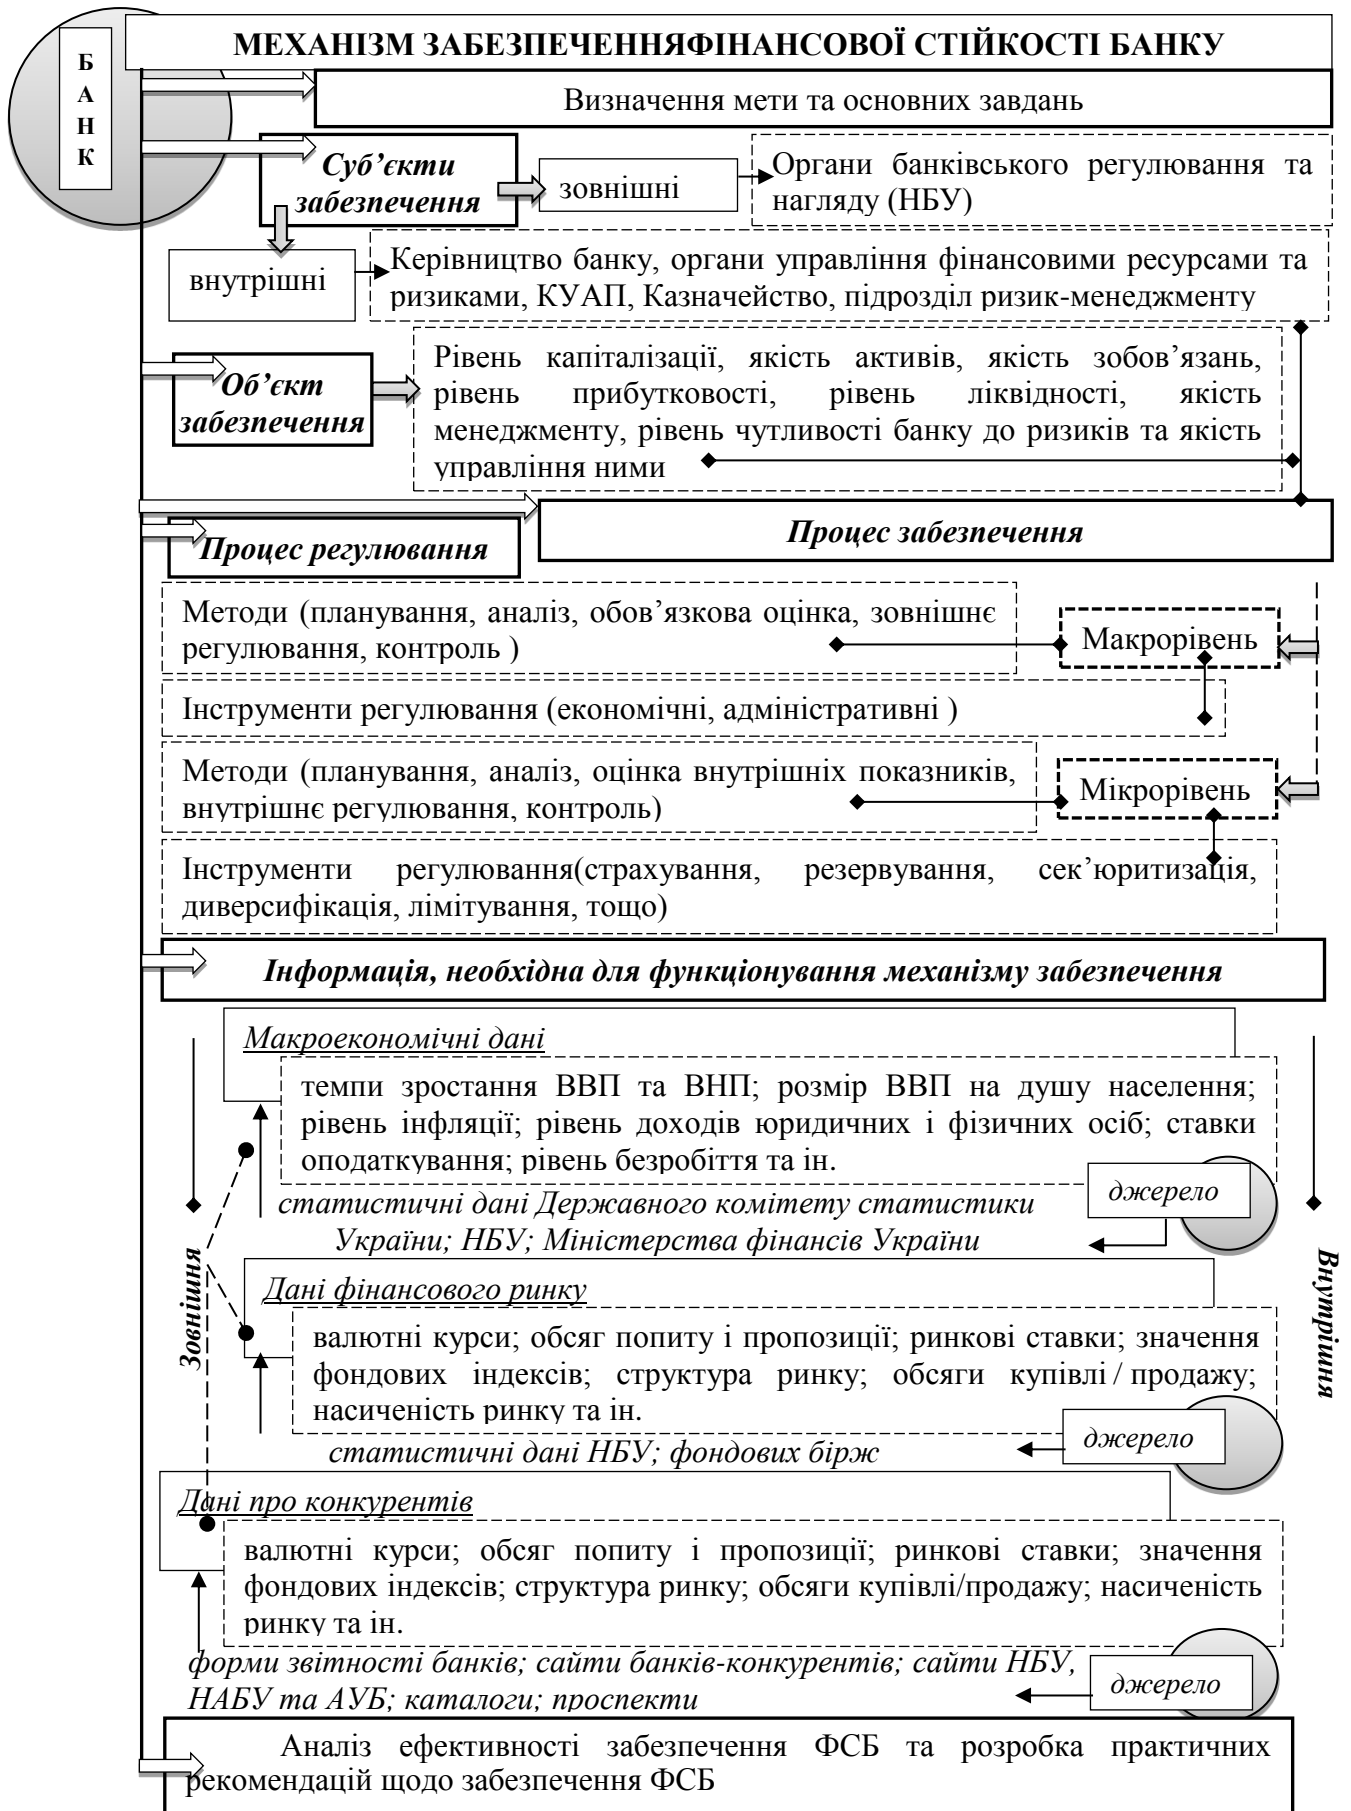 Б
А
Н
К
МЕХАНІЗМ ЗАБЕЗПЕЧЕННЯФІНАНСОВОЇ СТІЙКОСТІ БАНКУ
Визначення мети та основних завдань
Суб’єкти
забезпечення
зовнішні
Органи банківського регулювання та
нагляду (НБУ)
внутрішні
Керівництво банку, органи управління фінансовими ресурсами та
ризиками, КУАП, Казначейство, підрозділ ризик-менеджменту
Об’єкт
забезпечення
Рівень капіталізації, якість активів, якість зобов’язань,
рівень прибутковості, рівень ліквідності, якість
менеджменту, рівень чутливості банку до ризиків та якість
управління ними
Процес забезпечення
Процес регулювання
Методи (планування, аналіз, обов’язкова оцінка, зовнішнє
регулювання, контроль )
Макрорівень
Інструменти регулювання (економічні, адміністративні )
Методи (планування, аналіз, оцінка внутрішніх показників,
внутрішнє регулювання, контроль)
Мікрорівень
Інструменти регулювання(страхування, резервування, сек’юритизація,
диверсифікація, лімітування, тощо)
Інформація, необхідна для функціонування механізму забезпечення
Зовнішня
Внутрішня
Макроекономічні дані
темпи зростання ВВП та ВНП; розмір ВВП на душу населення;
рівень інфляції; рівень доходів юридичних і фізичних осіб; ставки
оподаткування; рівень безробіття та ін.
джерело
статистичні дані Державного комітету статистики
України; НБУ; Міністерства фінансів України
Дані фінансового ринку
валютні курси; обсяг попиту і пропозиції; ринкові ставки; значення
фондових індексів; структура ринку; обсяги купівлі / продажу;
насиченість ринку та ін.
джерело
статистичні дані НБУ; фондових бірж
Дані про конкурентів
валютні курси; обсяг попиту і пропозиції; ринкові ставки; значення
фондових індексів; структура ринку; обсяги купівлі/продажу; насиченість
ринку та ін.
форми звітності банків; сайти банків-конкурентів; сайти НБУ,
НАБУ та АУБ; каталоги; проспекти
джерело
Аналіз ефективності забезпечення ФСБ та розробка практичних
рекомендацій щодо забезпечення ФСБ